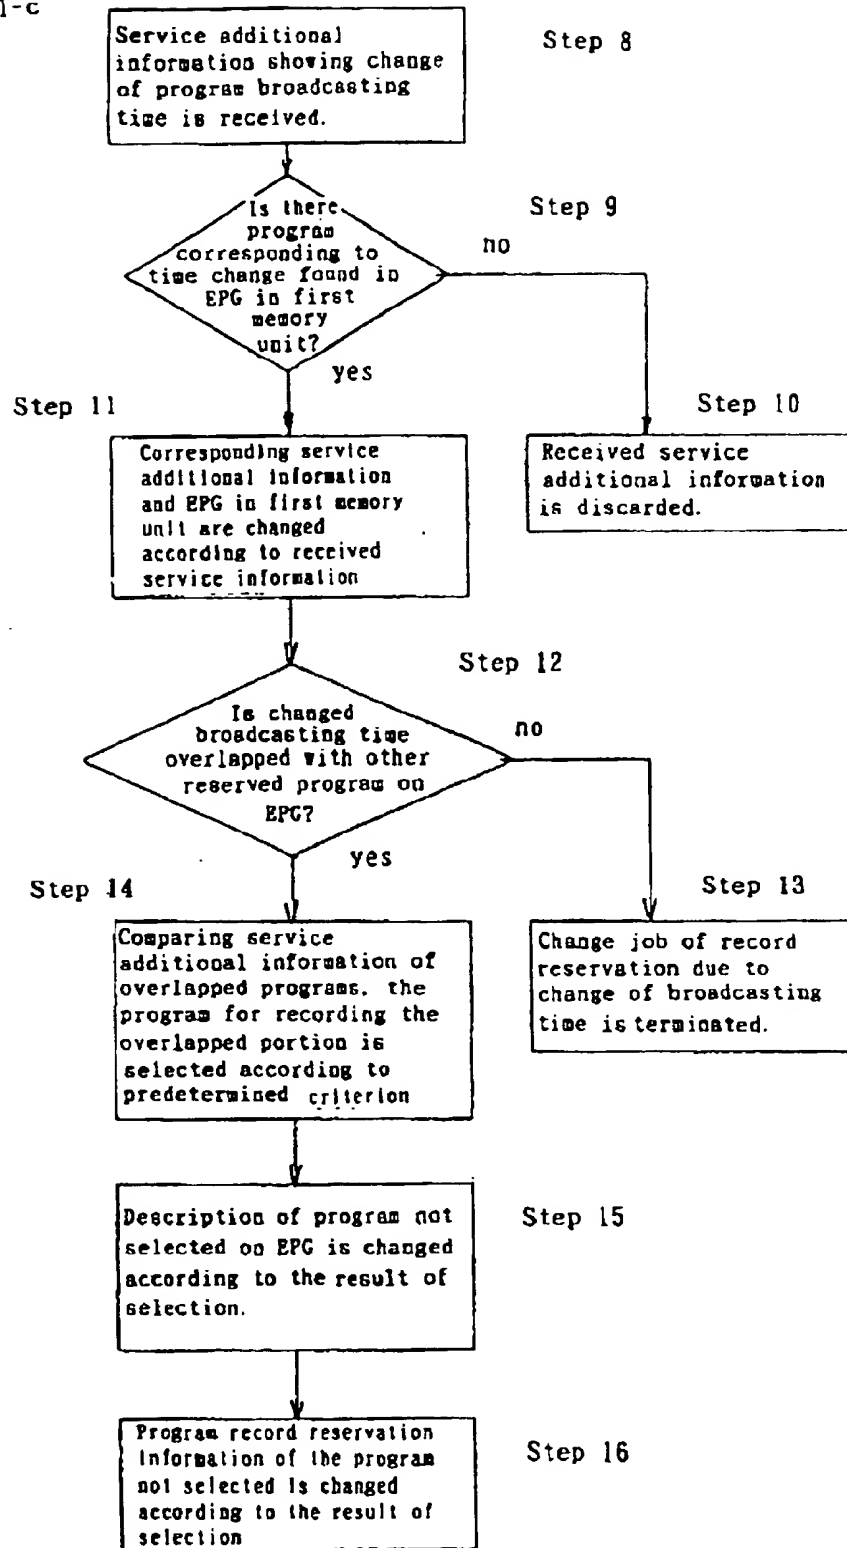 1-c
Service additional
information showing change
of program broadcasting
time is received.
Step 8
Is there
program
corresponding to
time change found in
EPG in first
memory
unit?
Step 9
no
yes
Step 11
Step 10
Corresponding service
additional information
and EPG in first memory
unit are changed
according to received
service information
Received service
additional information
is discarded.
Step 12
Is changed
broadcasting time
overlapped with other
reserved program on
EPG?
no
yes
Step 14
Step 13
Comparing service
additional information of
overlapped programs, the
program for recording the
overlapped portion is
selected according to
predetermined criterion
Change job of record
reservation due to
change of broadcasting
time is terminated.
Description of program not
selected on EPG is changed
according to the result of
selection.
Step 15
Program record reservation
information of the program
not selected is changed
according to the result of
selection
Step 16